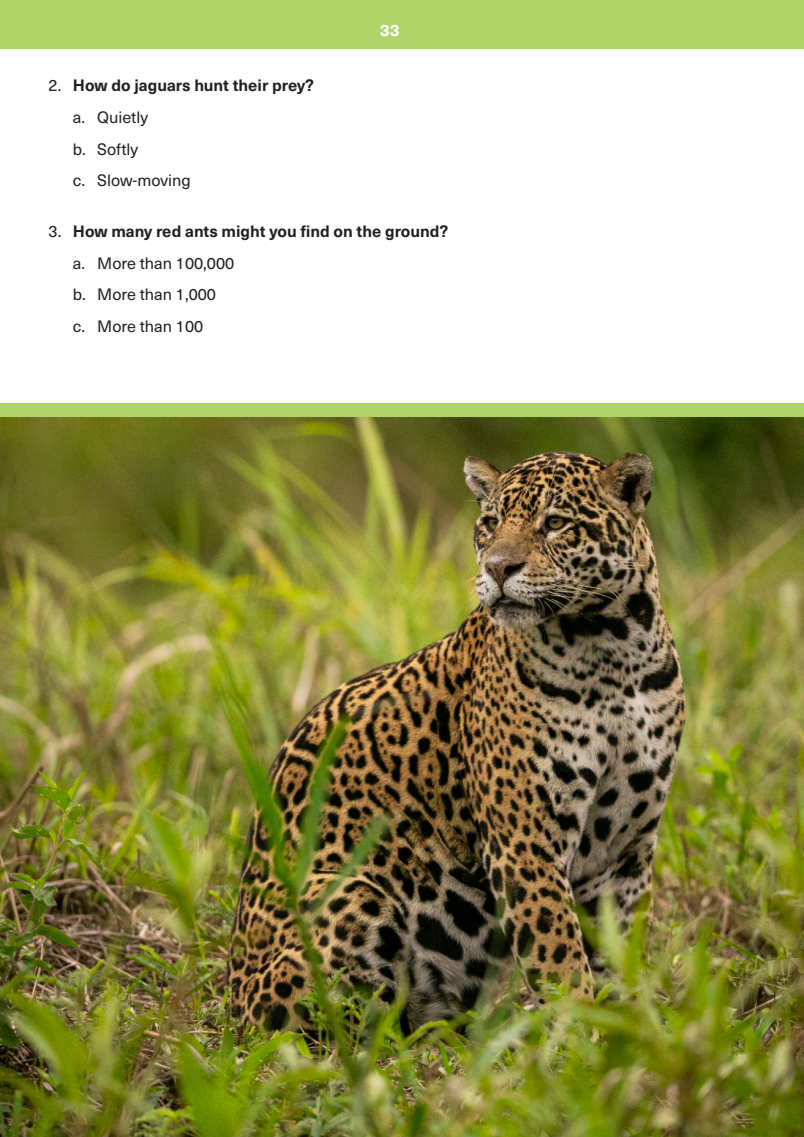 33
2. How do jaguars hunt their prey?
a. Quietly
b. Softly
c. Slow-moving
3. How many red ants might you find on the ground?
a. More than 100,000
b. More than 1,000
c. More than 100